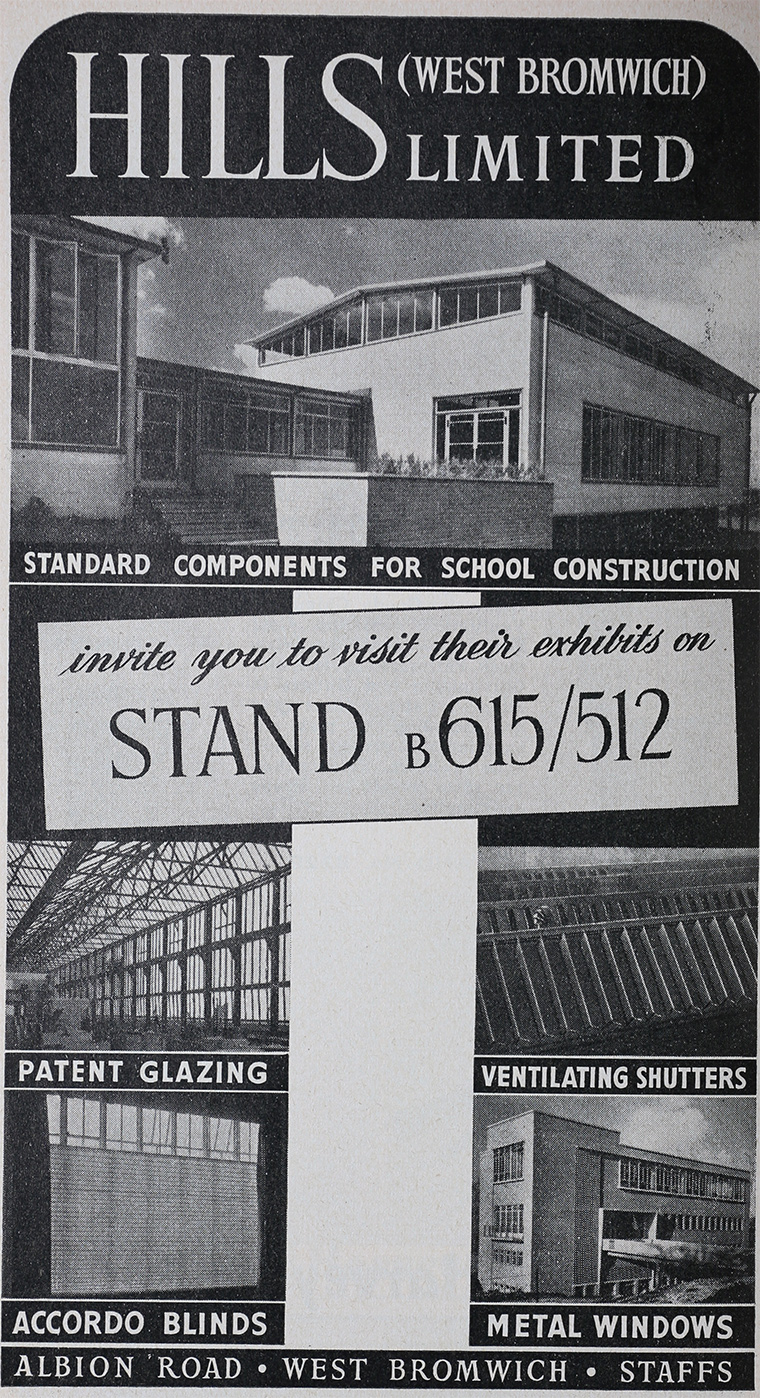 HILLS (WEST BROMWICH)
LIMITED
STANDARD COMPONENTS FOR SCHOOL CONSTRUCTION
invite you to visit their exhibits on
STAND B615/512
PATENT GLAZING
VENTILATING SHUTTERS
ACCORDO BLINDS
METAL WINDOWS
ALBION ROAD • WEST BROMWICH • STAFFS